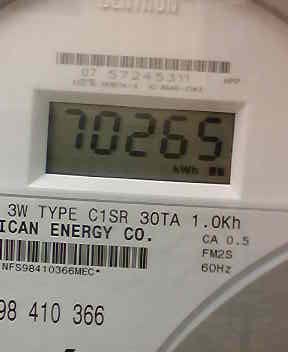 CENTRON
07 57245311
70265
kWh
3W TYPE C1SR 30TA 1.0Kh
ICAN ENERGY CO.
CA 0.5
FM2S
60Hz
NFS98410366MEC*
98 410 366